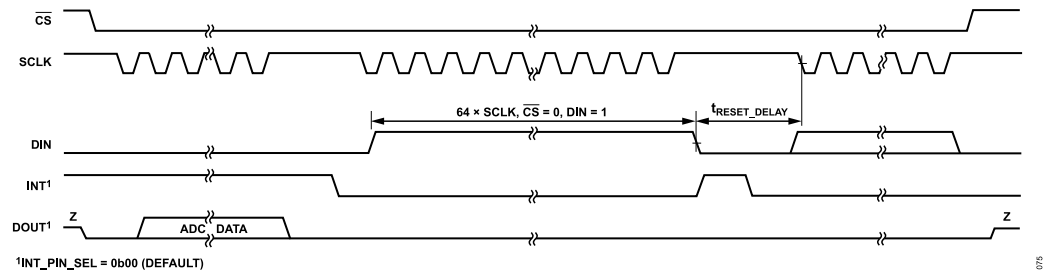 CS
SCLK
64 × SCLK, CS = 0, DIN = 1
tRESET_DELAY
DIN
INT1
Z
Z
DOUT1
ADC DATA
1INT_PIN_SEL = 0b00 (DEFAULT)
075